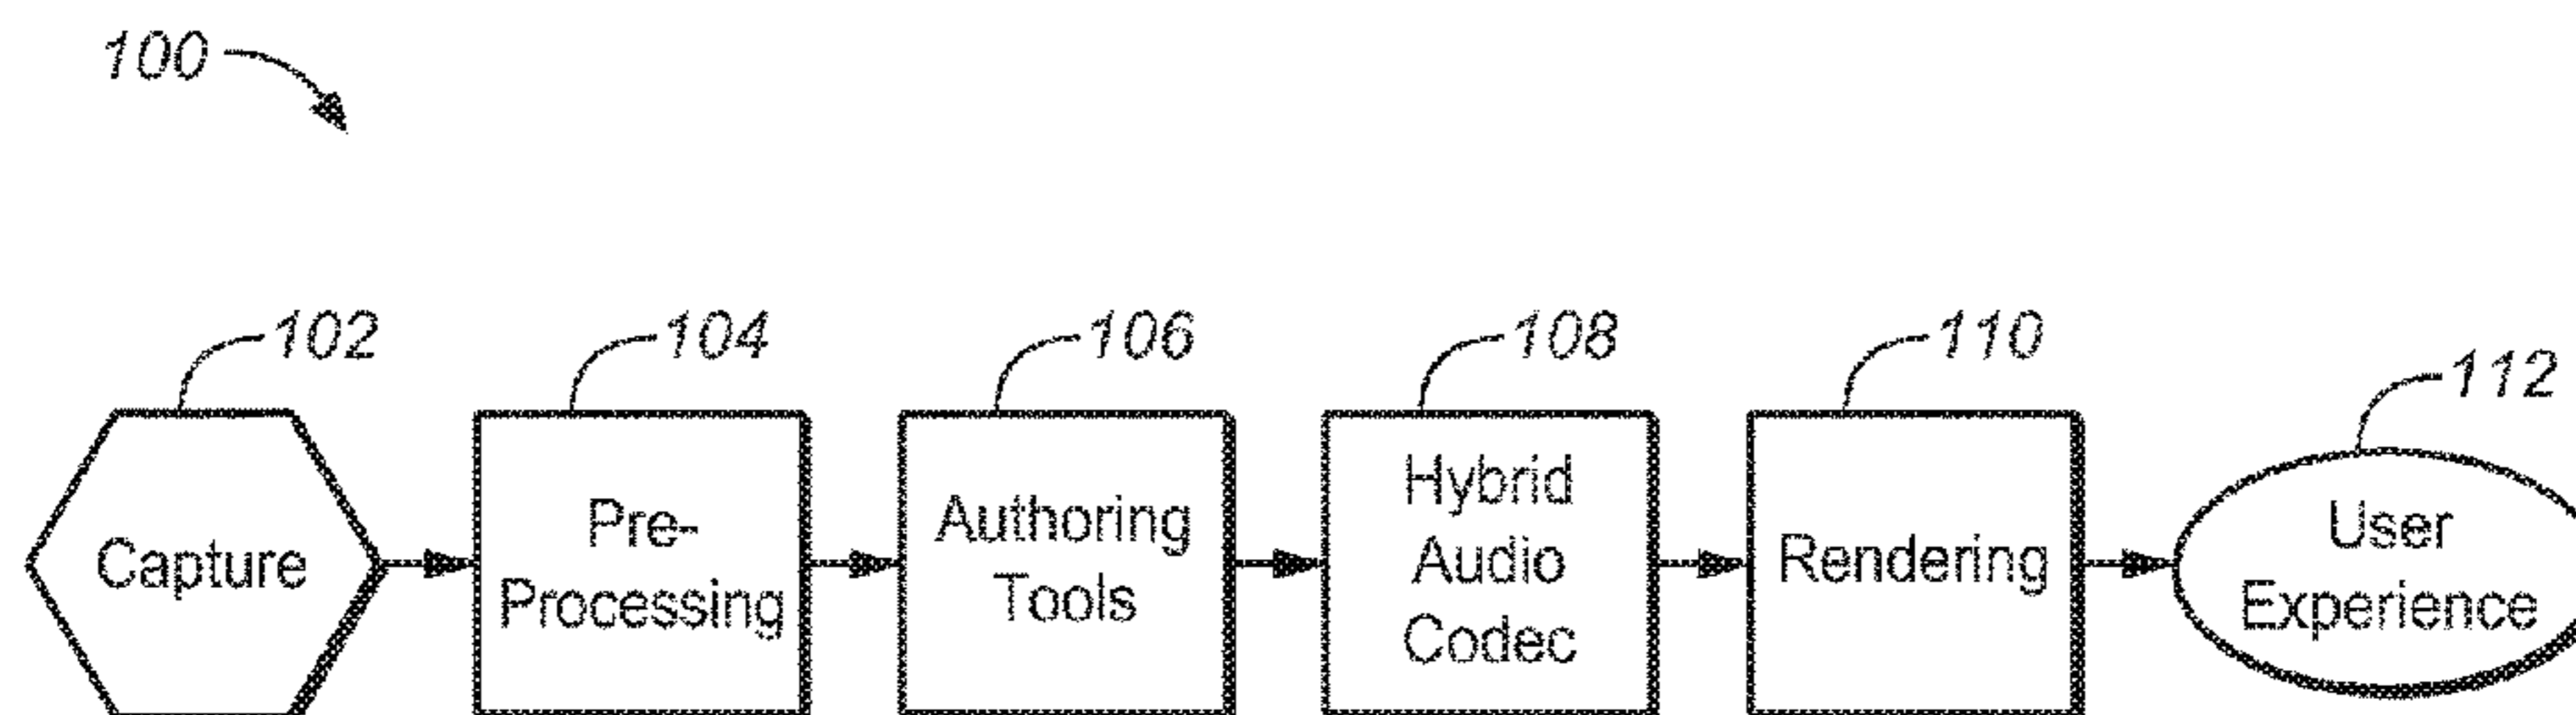 100
102
104
106
108
110
112
Capture
Pre-
Processing
Authoring
Tools
Hybrid
Audio
Codec
Rendering
User
Experience